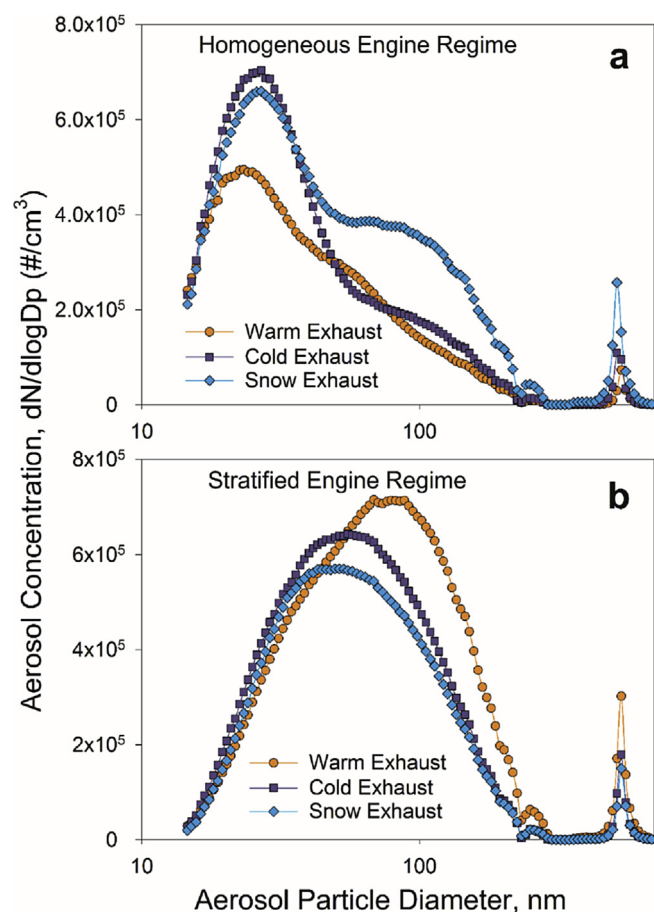 8.0x10⁵
Homogeneous Engine Regime
a
6.0x10⁵
4.0x10⁵
2.0x10⁵
Warm Exhaust
Cold Exhaust
Snow Exhaust
0
10
100
Aerosol Concentration, dN/dlogDp (#/cm³)
8x10⁵
Stratified Engine Regime
b
6x10⁵
4x10⁵
2x10⁵
Warm Exhaust
Cold Exhaust
Snow Exhaust
0
10
100
Aerosol Particle Diameter, nm